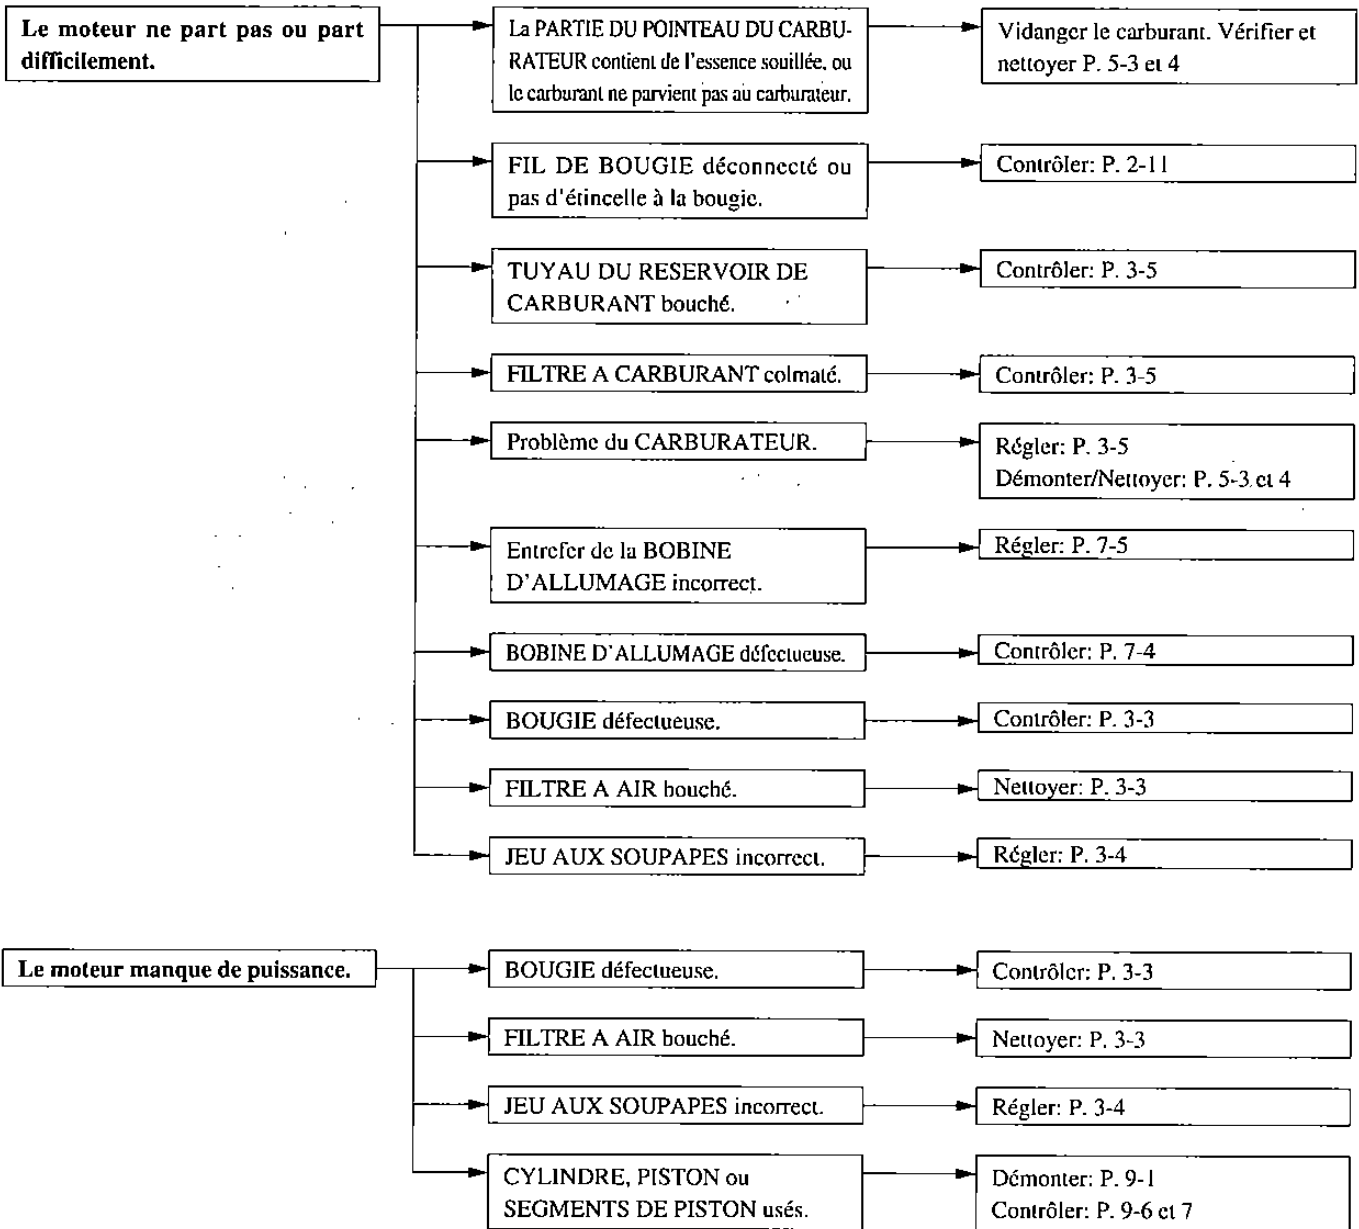 Le moteur ne part pas ou part
difficilement.
La PARTIE DU POINTEAU DU CARBU-
RATEUR contient de l'essence souillée, ou
le carburant ne parvient pas au carburateur.
Vidanger le carburant. Vérifier et
nettoyer P. 5-3 et 4
FIL DE BOUGIE déconnecté ou
pas d'étincelle à la bougie.
Contrôler: P. 2-11
TUYAU DU RESERVOIR DE
CARBURANT bouché.
Contrôler: P. 3-5
FILTRE A CARBURANT colmaté.
Contrôler: P. 3-5
Problème du CARBURATEUR.
Régler: P. 3-5
Démonter/Nettoyer: P. 5-3 et 4
Entrefer de la BOBINE
D'ALLUMAGE incorrect.
Régler: P. 7-5
BOBINE D'ALLUMAGE défectueuse.
Contrôler: P. 7-4
BOUGIE défectueuse.
Contrôler: P. 3-3
FILTRE A AIR bouché.
Nettoyer: P. 3-3
JEU AUX SOUPAPES incorrect.
Régler: P. 3-4
Le moteur manque de puissance.
BOUGIE défectueuse.
Contrôler: P. 3-3
FILTRE A AIR bouché.
Nettoyer: P. 3-3
JEU AUX SOUPAPES incorrect.
Régler: P. 3-4
CYLINDRE, PISTON ou
SEGMENTS DE PISTON usés.
Démonter: P. 9-1
Contrôler: P. 9-6 et 7